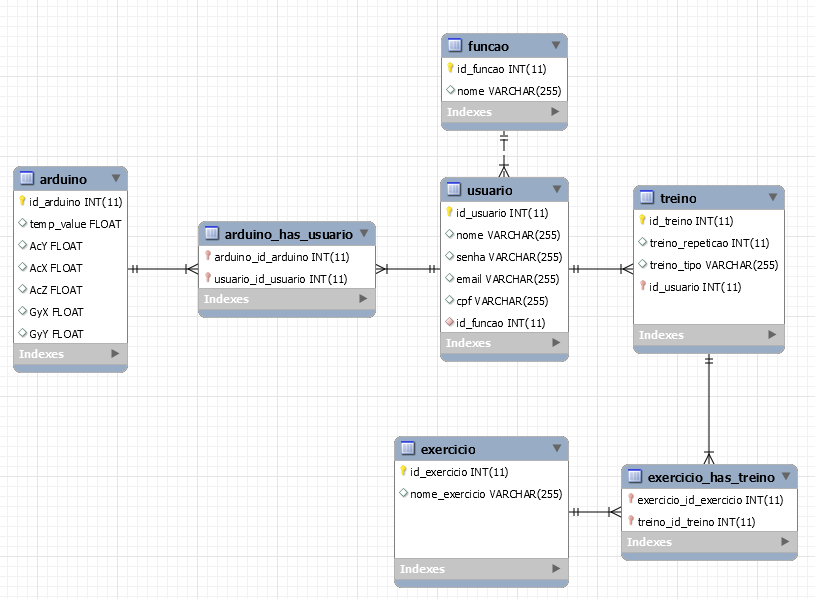 funcao
id_funcao INT(11)
nome VARCHAR(255)
Indexes
arduino
id_arduino INT(11)
temp_value FLOAT
AcY FLOAT
AcX FLOAT
AcZ FLOAT
GyX FLOAT
GyY FLOAT
Indexes
arduino_has_usuario
arduino_id_arduino INT(11)
usuario_id_usuario INT(11)
Indexes
usuario
id_usuario INT(11)
nome VARCHAR(255)
senha VARCHAR(255)
email VARCHAR(255)
cpf VARCHAR(255)
id_funcao INT(11)
Indexes
treino
id_treino INT(11)
treino_repeticao INT(11)
treino_tipo VARCHAR(255)
id_usuario INT(11)
Indexes
exercicio
id_exercicio INT(11)
nome_exercicio VARCHAR(255)
Indexes
exercicio_has_treino
exercicio_id_exercicio INT(11)
treino_id_treino INT(11)
Indexes